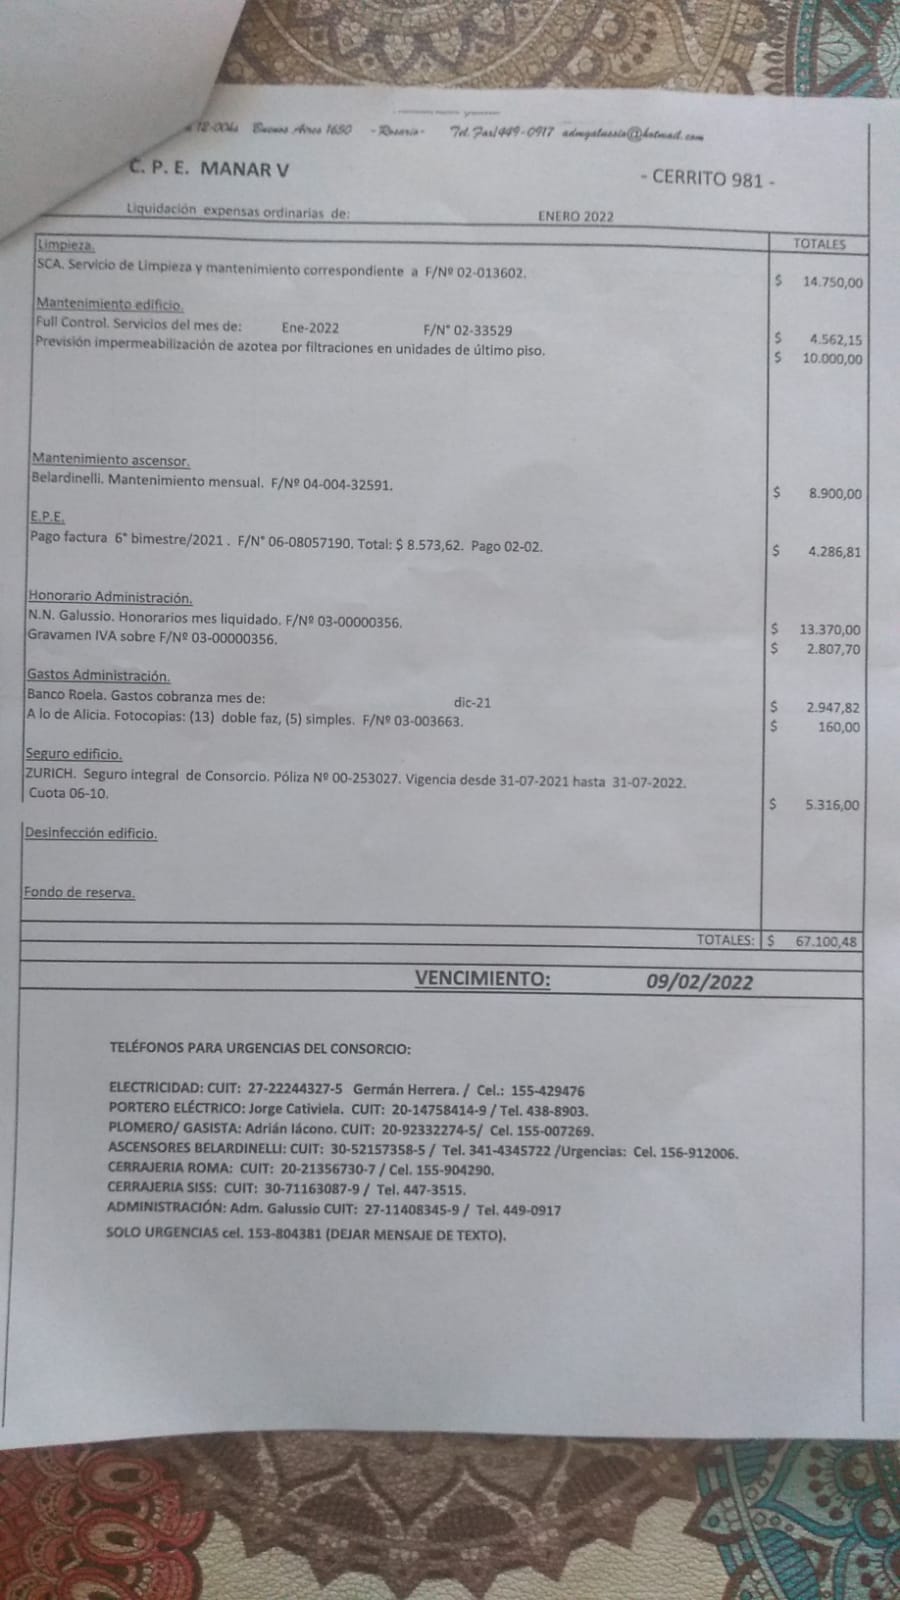 12-00hs Buenos Aires 1650 -Rosario- Tel. Fax/449-0917 admgalussio@hotmail.com
C. P. E. MANAR V - CERRITO 981 -
Liquidación expensas ordinarias de: ENERO 2022
TOTALES
Limpieza.
SCA. Servicio de Limpieza y mantenimiento correspondiente a F/Nº 02-013602. $ 14.750,00
Mantenimiento edificio.
Full Control. Servicios del mes de: Ene-2022 F/N° 02-33529 $ 4.562,15
Previsión impermeabilización de azotea por filtraciones en unidades de último piso. $ 10.000,00
Mantenimiento ascensor.
Belardinelli. Mantenimiento mensual. F/Nº 04-004-32591. $ 8.900,00
E.P.E.
Pago factura 6° bimestre/2021 . F/N° 06-08057190. Total: $ 8.573,62. Pago 02-02. $ 4.286,81
Honorario Administración.
N.N. Galussio. Honorarios mes liquidado. F/Nº 03-00000356. $ 13.370,00
Gravamen IVA sobre F/Nº 03-00000356. $ 2.807,70
Gastos Administración.
Banco Roela. Gastos cobranza mes de: dic-21 $ 2.947,82
A lo de Alicia. Fotocopias: (13) doble faz, (5) simples. F/Nº 03-003663. $ 160,00
Seguro edificio.
ZURICH. Seguro integral de Consorcio. Póliza Nº 00-253027. Vigencia desde 31-07-2021 hasta 31-07-2022.
Cuota 06-10. $ 5.316,00
Desinfección edificio.
Fondo de reserva.
TOTALES: $ 67.100,48
VENCIMIENTO: 09/02/2022
TELÉFONOS PARA URGENCIAS DEL CONSORCIO:
ELECTRICIDAD: CUIT: 27-22244327-5 Germán Herrera. / Cel.: 155-429476
PORTERO ELÉCTRICO: Jorge Cativiela. CUIT: 20-14758414-9 / Tel. 438-8903.
PLOMERO/ GASISTA: Adrián Iácono. CUIT: 20-92332274-5/ Cel. 155-007269.
ASCENSORES BELARDINELLI: CUIT: 30-52157358-5 / Tel. 341-4345722 /Urgencias: Cel. 156-912006.
CERRAJERIA ROMA: CUIT: 20-21356730-7 / Cel. 155-904290.
CERRAJERIA SISS: CUIT: 30-71163087-9 / Tel. 447-3515.
ADMINISTRACIÓN: Adm. Galussio CUIT: 27-11408345-9 / Tel. 449-0917
SOLO URGENCIAS cel. 153-804381 (DEJAR MENSAJE DE TEXTO).